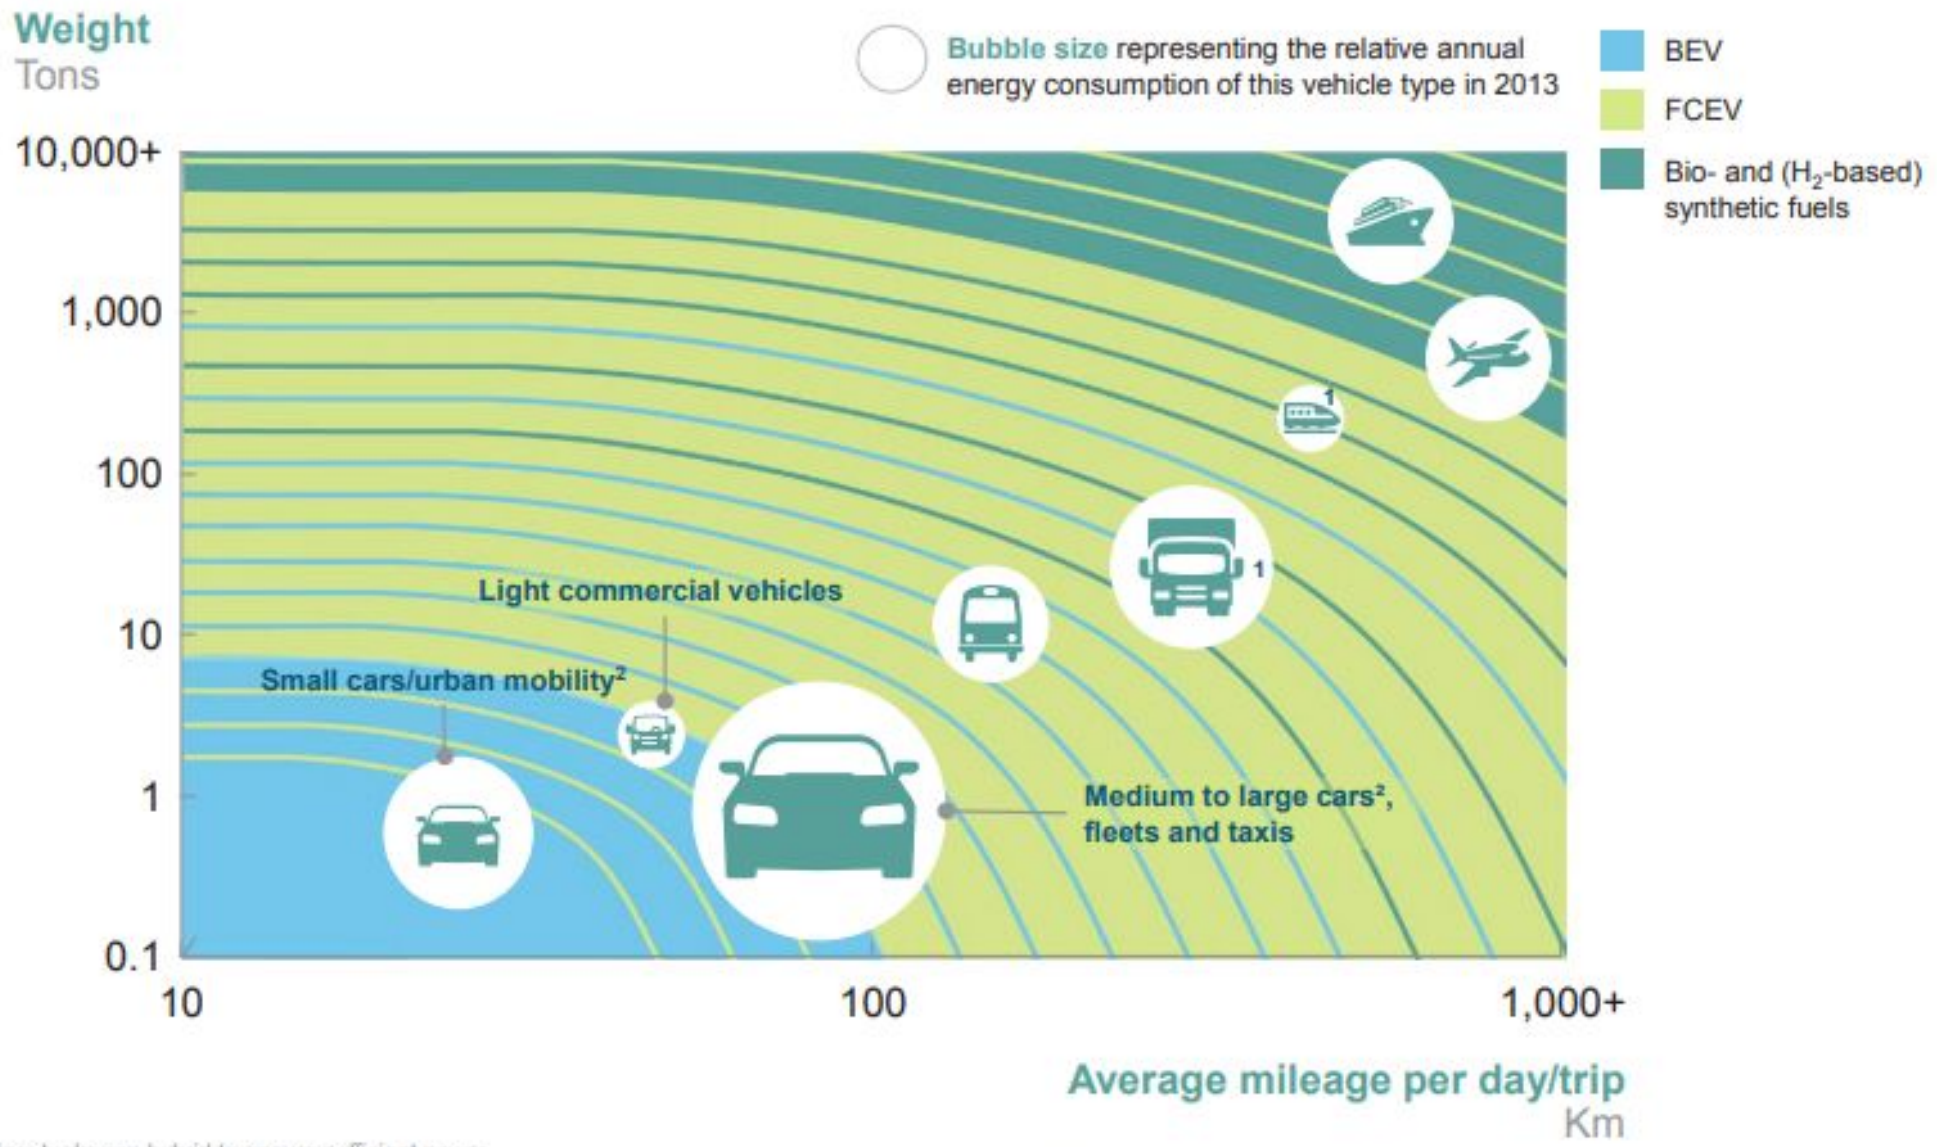 Weight
Tons
Bubble size representing the relative annual
energy consumption of this vehicle type in 2013
BEV
FCEV
Bio- and (H₂-based)
synthetic fuels
10,000+
1,000
100
10
1
0.1
1
1
Light commercial vehicles
Small cars/urban mobility²
Medium to large cars²,
fleets and taxis
10
100
1,000+
Average mileage per day/trip
Km